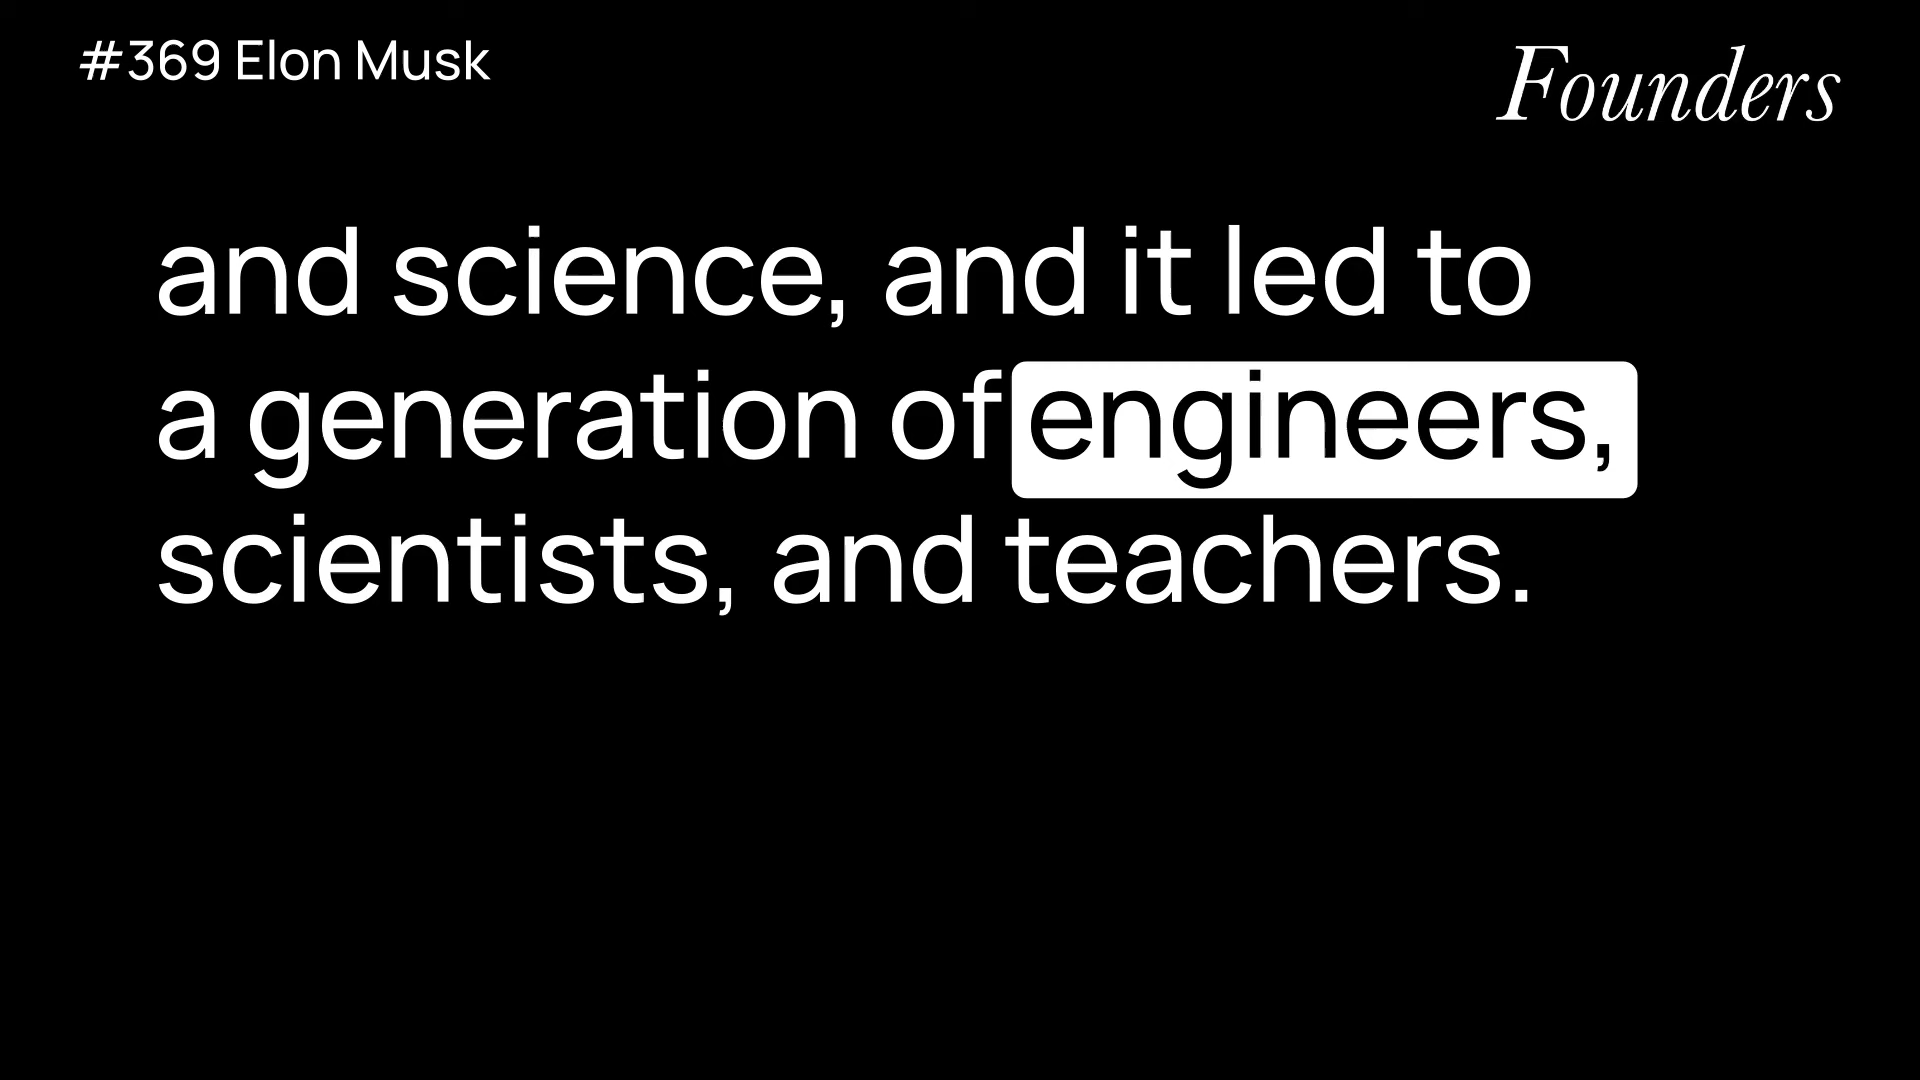 #369 Elon Musk
Founders
and science, and it led to
a generation of engineers,
scientists, and teachers.